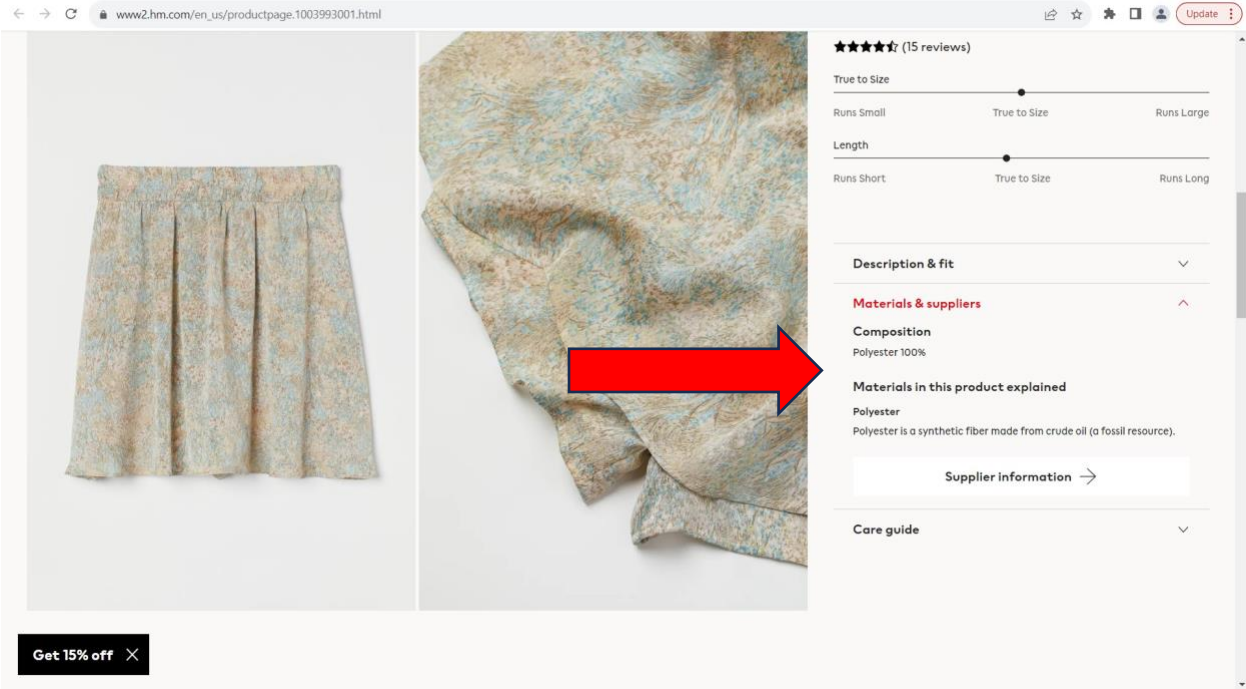 www2.hm.com/en_us/productpage.1003993001.html
Update
(15 reviews)
True to Size
Runs Small True to Size Runs Large
Length
Runs Short True to Size Runs Long
Description & fit
Materials & suppliers
Composition
Polyester 100%
Materials in this product explained
Polyester
Polyester is a synthetic fiber made from crude oil (a fossil resource).
Supplier information
Care guide
Get 15% off